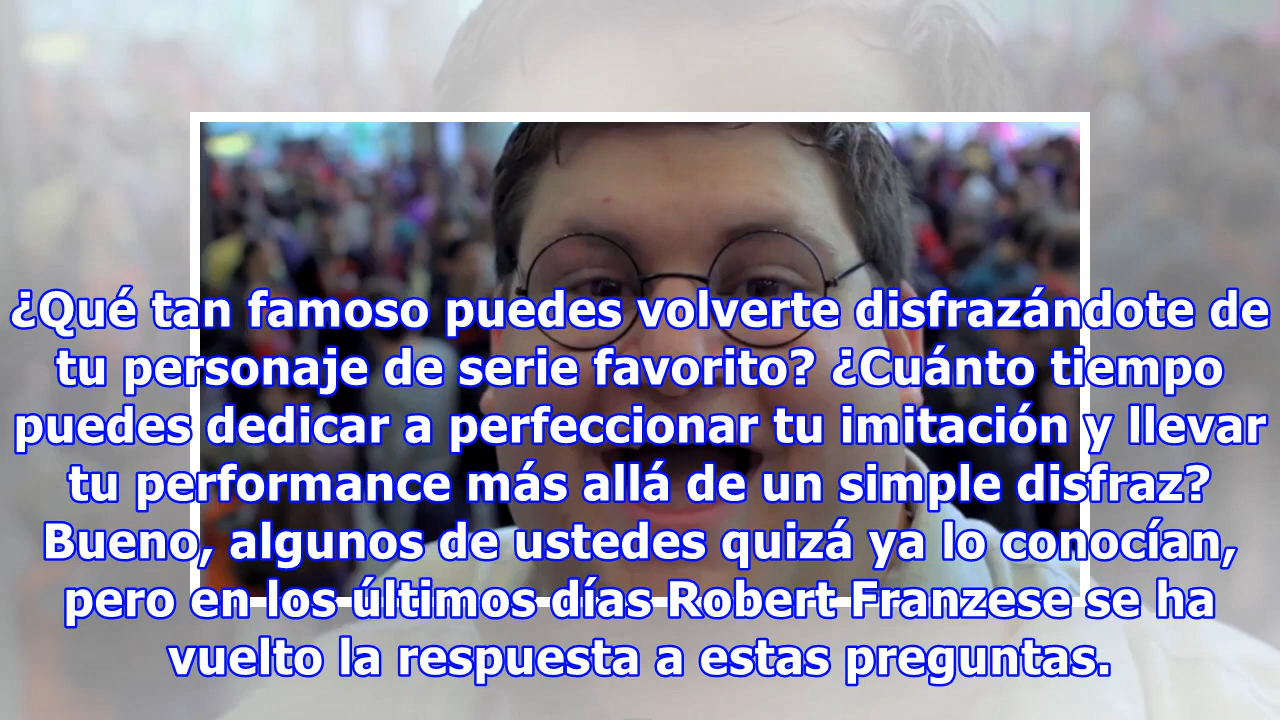 ¿Qué tan famoso puedes volverte disfrazándote de
tu personaje de serie favorito? ¿Cuánto tiempo
puedes dedicar a perfeccionar tu imitación y llevar
tu performance más allá de un simple disfraz?
Bueno, algunos de ustedes quizá ya lo conocían,
pero en los últimos días Robert Franzese se ha
vuelto la respuesta a estas preguntas.